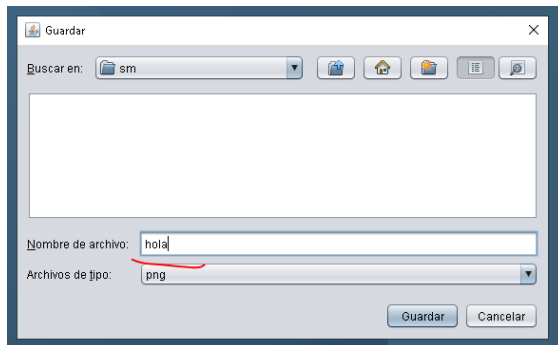 Guardar
Buscar en: sm
Nombre de archivo: hola
Archivos de tipo: png
Guardar Cancelar